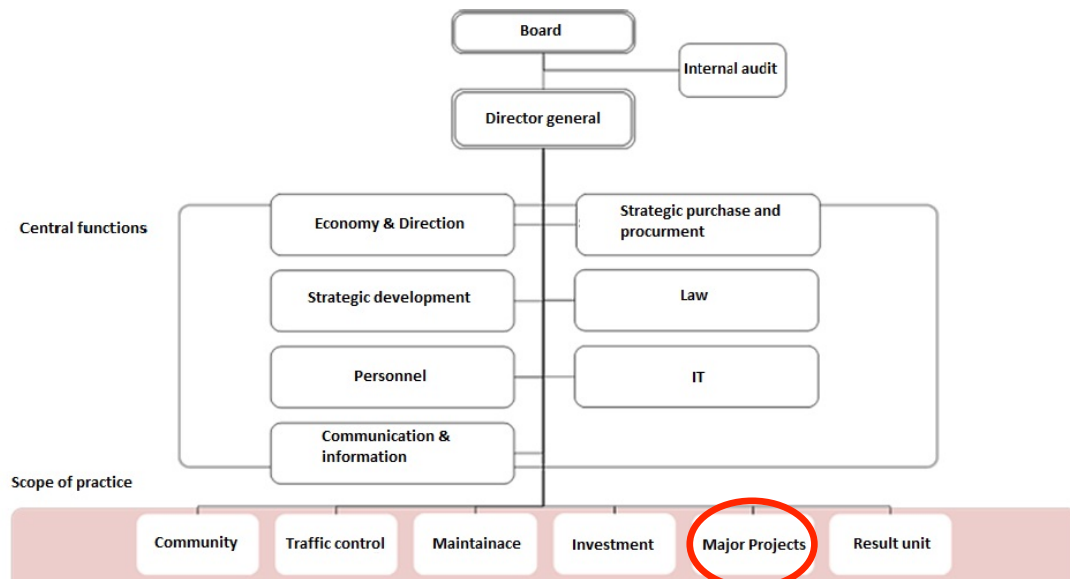 Board
Internal audit
Director general
Central functions
Economy & Direction
Strategic purchase and
procurment
Strategic development
Law
Personnel
IT
Communication &
information
Scope of practice
Community
Traffic control
Maintainace
Investment
Major Projects
Result unit